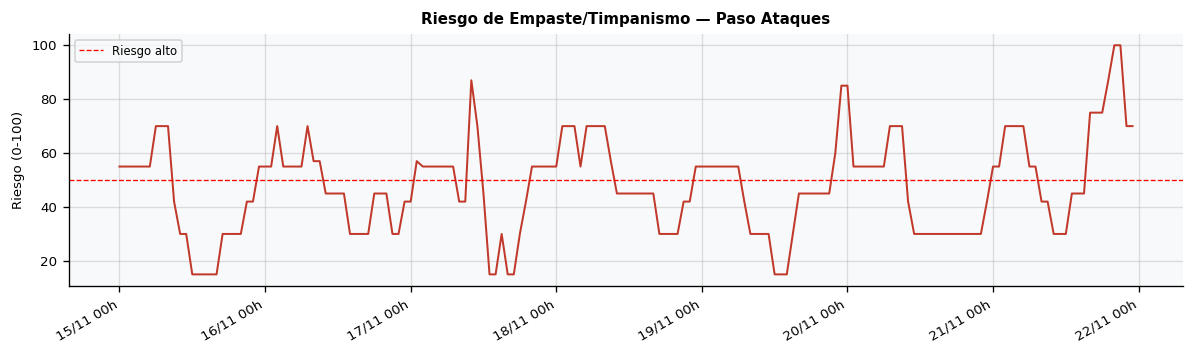 Riesgo de Empaste/Timpanismo — Paso Ataques
Riesgo alto
Riesgo (0-100)
100
80
60
40
20
15/11 00h
16/11 00h
17/11 00h
18/11 00h
19/11 00h
20/11 00h
21/11 00h
22/11 00h